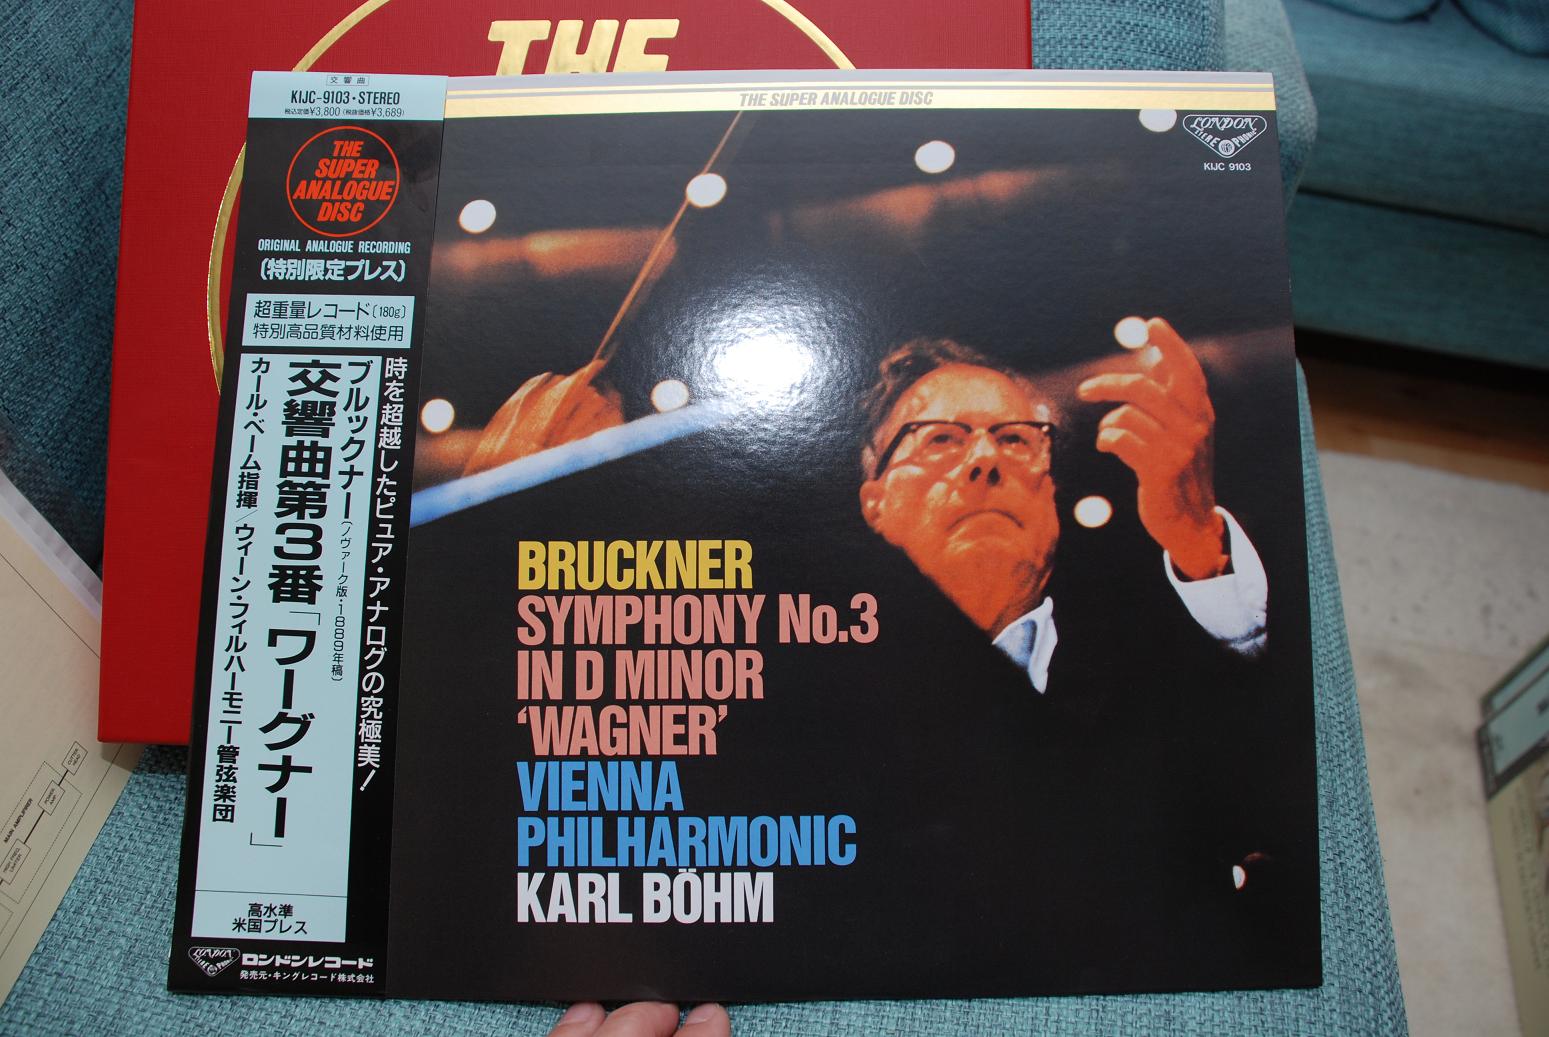 THE
交響曲
KIJC-9103・STEREO
税込定価¥3,800(税抜価格¥3,689)
THE
SUPER
ANALOGUE
DISC
ORIGINAL ANALOGUE RECORDING
(特別限定プレス)
超重量レコード(180g)
特別高品質材料使用
時を超越したピュア・アナログの究極美!
ブルックナー(ノヴァーク版・1889年稿)
交響曲第3番「ワーグナー」
カール・ベーム指揮/ウィーン・フィルハーモニー管弦楽団
高水準
米国プレス
LONDON
ロンドンレコード
発売元・キングレコード株式会社
THE SUPER ANALOGUE DISC
LONDON
STEREO PHONIC
KIJC 9103
BRUCKNER
SYMPHONY No.3
IN D MINOR
‘WAGNER’
VIENNA
PHILHARMONIC
KARL BÖHM
MAIN AMPLIFIER